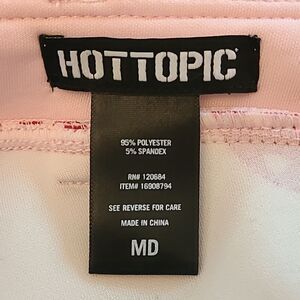 HOTTOPIC
95% POLYESTER
5% SPANDEX
RN# 120684
ITEM# 16908794
SEE REVERSE FOR CARE
MADE IN CHINA
MD